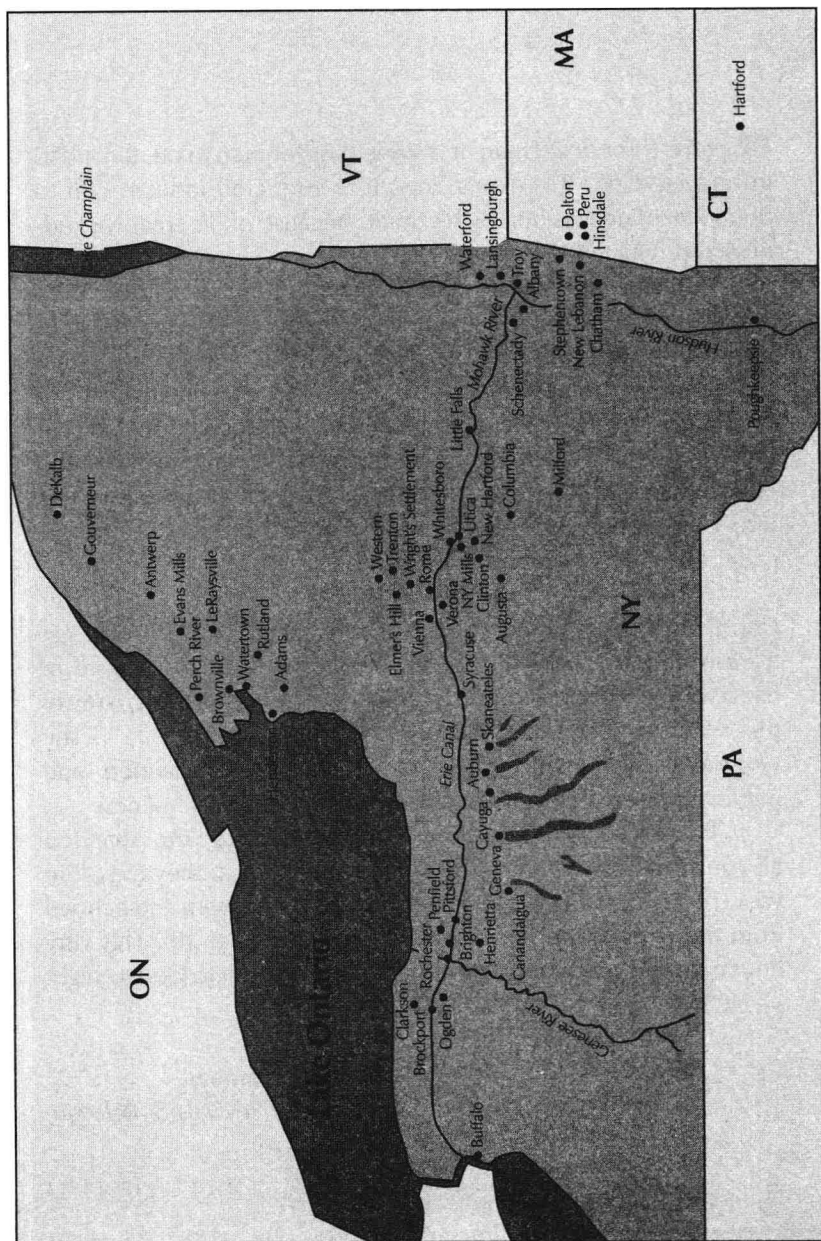 ON
Lake Ontario
re Champlain
VT
MA
CT
PA
NY
DeKalb
Gouverneur
Antwerp
Evans Mills
LeRaysville
Perch River
Brownville
Watertown
Rutland
Adams
Western
Trenton
Wright's Settlement
Elmer's Hill
Rome
Vienna
Verona
Whitesboro
Utica
NY Mills
New Hartford
Clinton
Augusta
Columbia
Little Falls
Mohawk River
Waterford
Lansingburgh
Troy
Albany
Schenectady
Stephentown
New Lebanon
Chatham
Dalton
Peru
Hinsdale
Hartford
Hudson River
Poughkeepsie
Milford
Syracuse
Skaneateles
Auburn
Erie Canal
Cayuga
Geneva
Canandaigua
Penfield
Pittsford
Rochester
Brighton
Henrietta
Clarkson
Brockport
Ogden
Genesee River
Buffalo